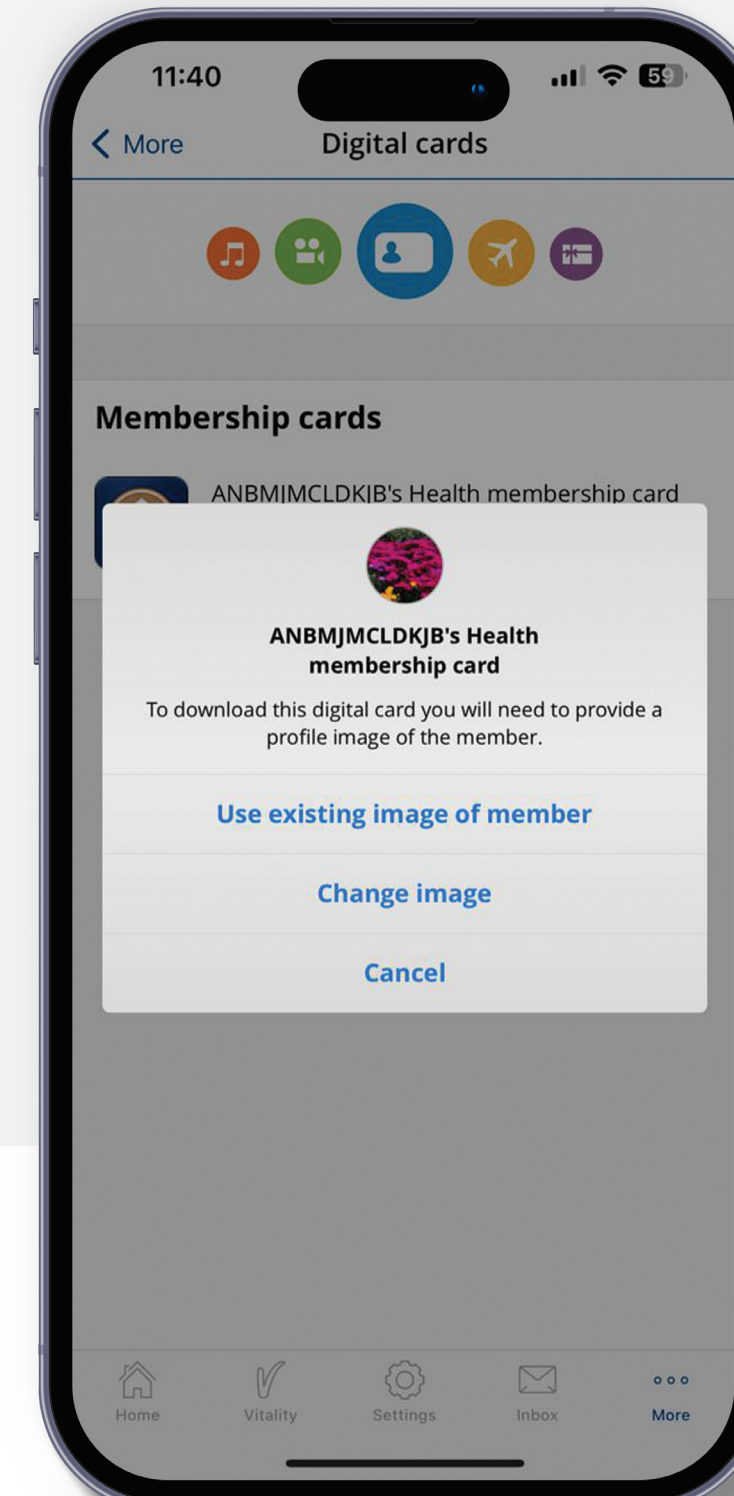 11:40
59
More
Digital cards
Membership cards
ANBMJMCLDKJB's Health membership card
ANBMJMCLDKJB's Health
membership card
To download this digital card you will need to provide a
profile image of the member.
Use existing image of member
Change image
Cancel
Home
Vitality
Settings
Inbox
More